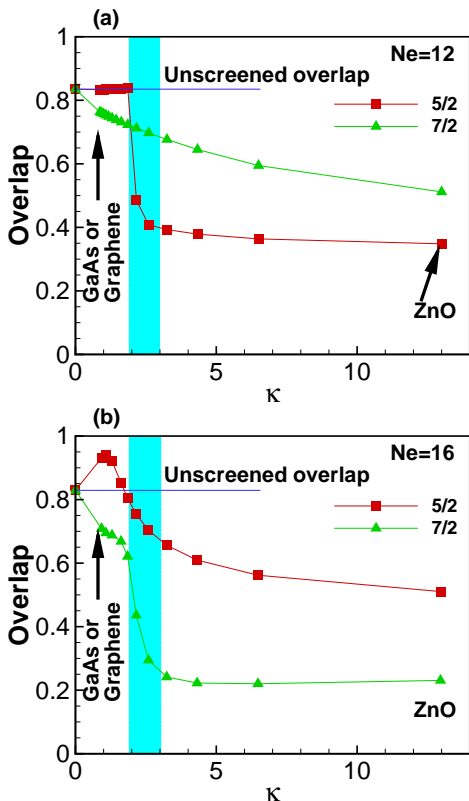 (a)
1
Ne=12
Unscreened overlap
0.8
5/2
7/2
0.6
Overlap
GaAs or
Graphene
0.4
0.2
ZnO
0
0
5
10
κ
(b)
1
Ne=16
Unscreened overlap
0.8
5/2
7/2
0.6
Overlap
GaAs or
Graphene
0.4
0.2
ZnO
0
0
5
10
κ